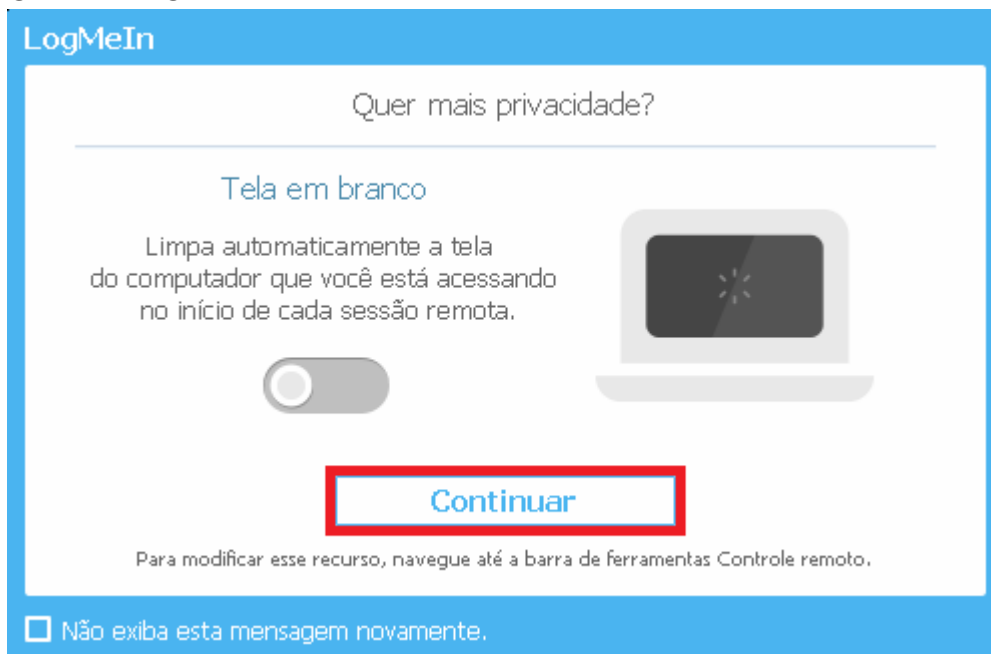 LogMeIn
Quer mais privacidade?
Tela em branco
Limpa automaticamente a tela
do computador que você está acessando
no início de cada sessão remota.
Continuar
Para modificar esse recurso, navegue até a barra de ferramentas Controle remoto.
Não exiba esta mensagem novamente.